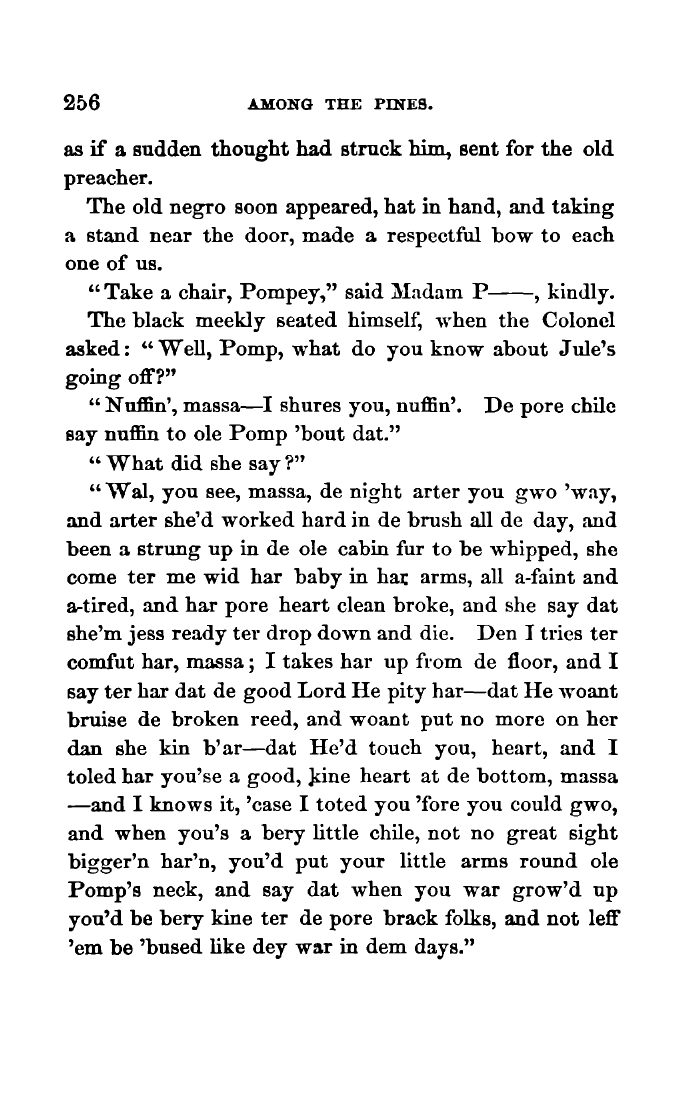 256 AMONG THE PINES.
as if a sudden thought had struck him, sent for the old
preacher.
The old negro soon appeared, hat in hand, and taking
a stand near the door, made a respectful bow to each
one of us.
“Take a chair, Pompey,” said Madam P——, kindly.
The black meekly seated himself, when the Colonel
asked: “Well, Pomp, what do you know about Jule’s
going off?”
“Nuffin’, massa—I shures you, nuffin’. De pore chile
say nuffin to ole Pomp ’bout dat.”
“What did she say?”
“Wal, you see, massa, de night arter you gwo ’way,
and arter she’d worked hard in de brush all de day, and
been a strung up in de ole cabin fur to be whipped, she
come ter me wid har baby in har arms, all a-faint and
a-tired, and har pore heart clean broke, and she say dat
she’m jess ready ter drop down and die. Den I tries ter
comfut har, massa; I takes har up from de floor, and I
say ter har dat de good Lord He pity har—dat He woant
bruise de broken reed, and woant put no more on her
dan she kin b’ar—dat He’d touch you, heart, and I
toled har you’se a good, kine heart at de bottom, massa
—and I knows it, ’case I toted you ’fore you could gwo,
and when you’s a bery little chile, not no great sight
bigger’n har’n, you’d put your little arms round ole
Pomp’s neck, and say dat when you war grow’d up
you’d be bery kine ter de pore brack folks, and not leff
’em be ’bused like dey war in dem days.”